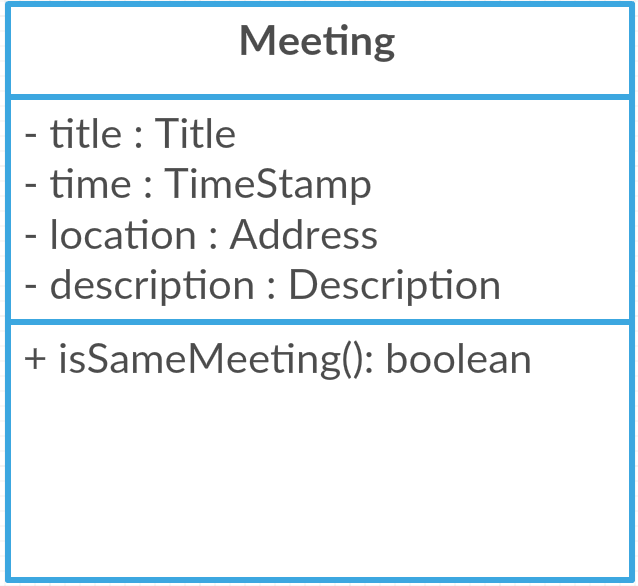 Meeting
- title : Title
- time : TimeStamp
- location : Address
- description : Description
+ isSameMeeting(): boolean